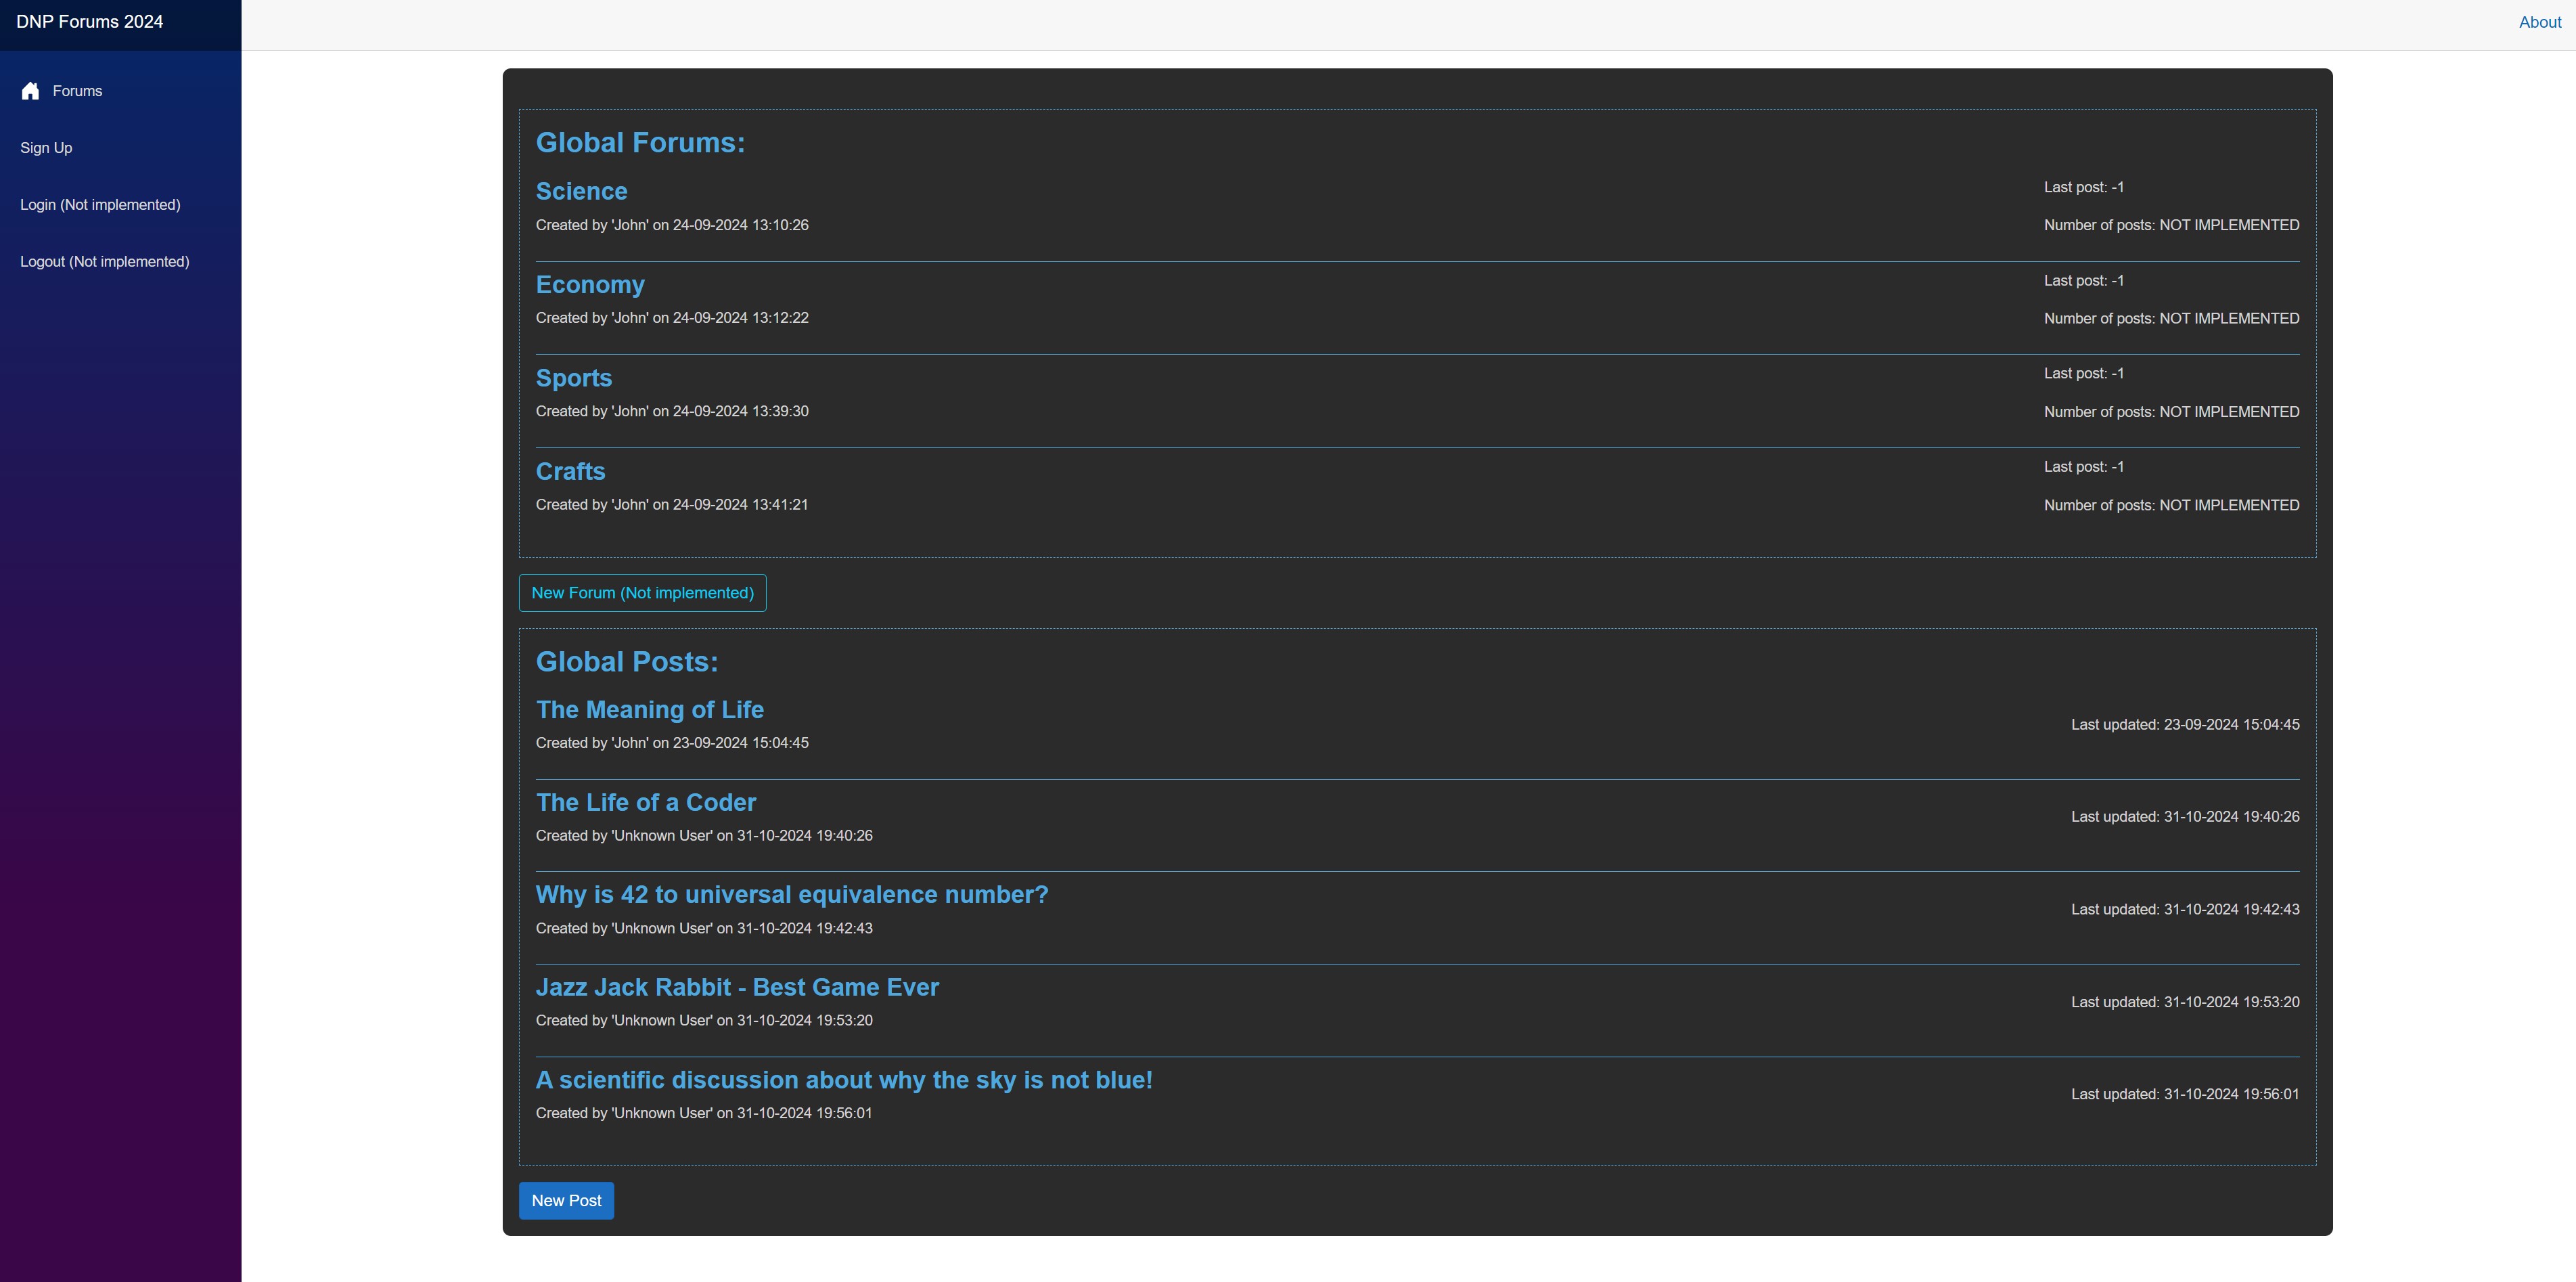 DNP Forums 2024
About
Forums
Sign Up
Login (Not implemented)
Logout (Not implemented)
Global Forums:
Science
Last post: -1
Created by 'John' on 24-09-2024 13:10:26
Number of posts: NOT IMPLEMENTED
Economy
Last post: -1
Created by 'John' on 24-09-2024 13:12:22
Number of posts: NOT IMPLEMENTED
Sports
Last post: -1
Created by 'John' on 24-09-2024 13:39:30
Number of posts: NOT IMPLEMENTED
Crafts
Last post: -1
Created by 'John' on 24-09-2024 13:41:21
Number of posts: NOT IMPLEMENTED
New Forum (Not implemented)
Global Posts:
The Meaning of Life
Last updated: 23-09-2024 15:04:45
Created by 'John' on 23-09-2024 15:04:45
The Life of a Coder
Last updated: 31-10-2024 19:40:26
Created by 'Unknown User' on 31-10-2024 19:40:26
Why is 42 to universal equivalence number?
Last updated: 31-10-2024 19:42:43
Created by 'Unknown User' on 31-10-2024 19:42:43
Jazz Jack Rabbit - Best Game Ever
Last updated: 31-10-2024 19:53:20
Created by 'Unknown User' on 31-10-2024 19:53:20
A scientific discussion about why the sky is not blue!
Last updated: 31-10-2024 19:56:01
Created by 'Unknown User' on 31-10-2024 19:56:01
New Post